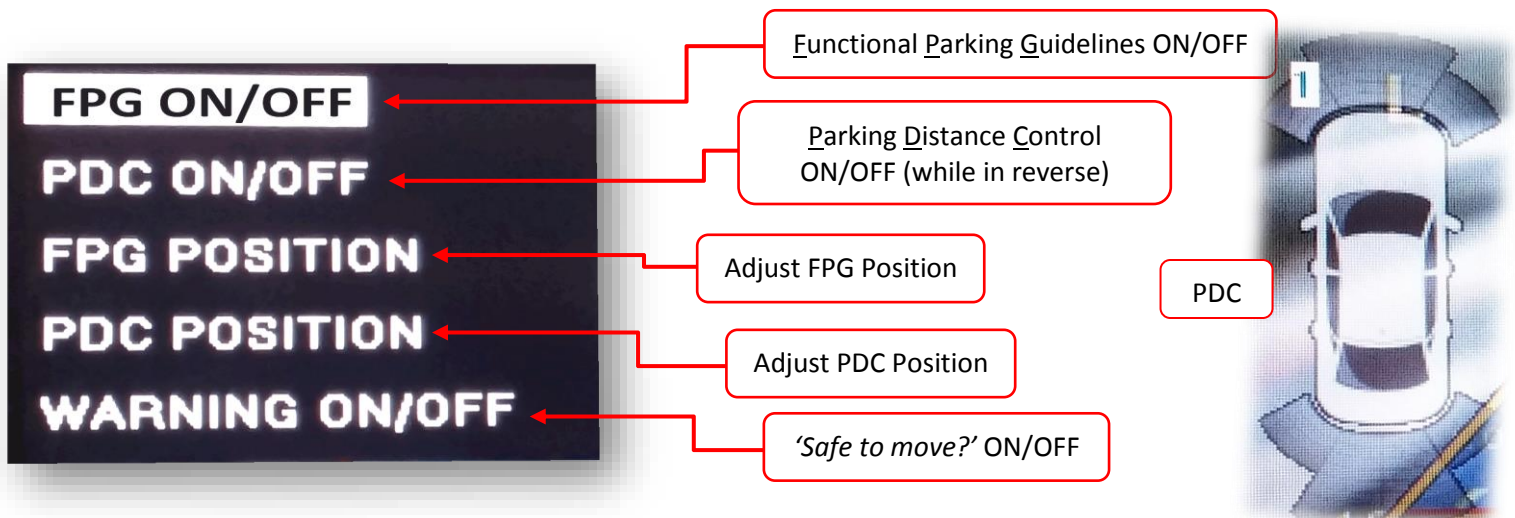 FPG ON/OFF
PDC ON/OFF
FPG POSITION
PDC POSITION
WARNING ON/OFF
Functional Parking Guidelines ON/OFF
Parking Distance Control
ON/OFF (while in reverse)
Adjust FPG Position
Adjust PDC Position
‘Safe to move?’ ON/OFF
PDC